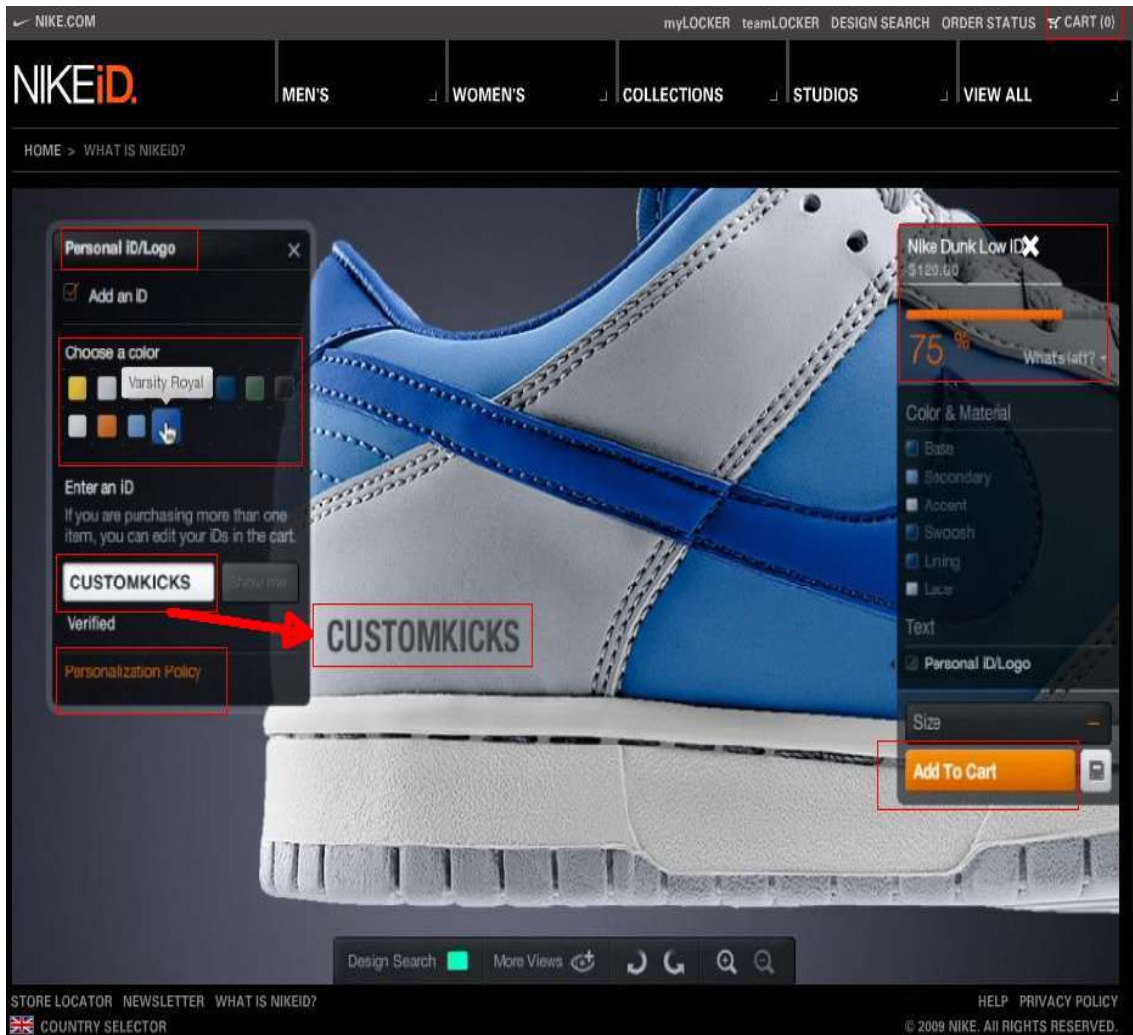 NIKE.COM
myLOCKER teamLOCKER DESIGN SEARCH ORDER STATUS CART (0)
NIKEiD.
MEN'S WOMEN'S COLLECTIONS STUDIOS VIEW ALL
HOME > WHAT IS NIKEiD?
Personal iD/Logo
Add an iD
Choose a color
Varsity Royal
Enter an iD
If you are purchasing more than one
item, you can edit your iDs in the cart.
CUSTOMKICKS Show me
Verified
Personalization Policy
CUSTOMKICKS
Nike Dunk Low iD
$120.00
75 %
What's left?
Color & Material
Base
Secondary
Accent
Swoosh
Lining
Lace
Text
Personal iD/Logo
Size
Add To Cart
Design Search More Views
STORE LOCATOR NEWSLETTER WHAT IS NIKEID?
HELP PRIVACY POLICY
COUNTRY SELECTOR
© 2009 NIKE. All RIGHTS RESERVED.